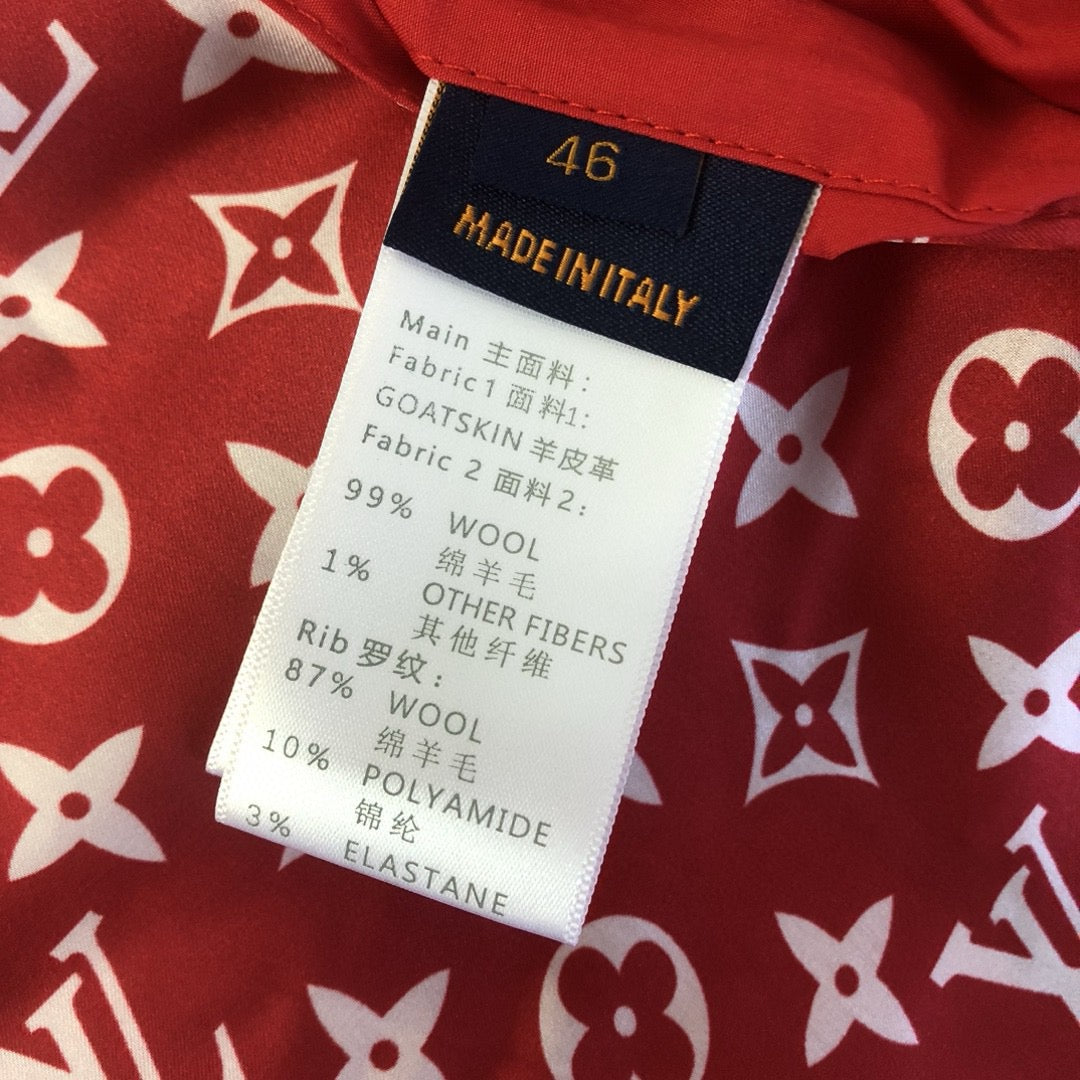 46
MADE IN ITALY
Main 主面料:
Fabric1 面料1:
GOATSKIN 羊皮革
Fabric 2 面料2:
99% WOOL
绵羊毛
1% OTHER FIBERS
其他纤维
Rib 罗纹:
87% WOOL
绵羊毛
10% POLYAMIDE
锦纶
3% ELASTANE